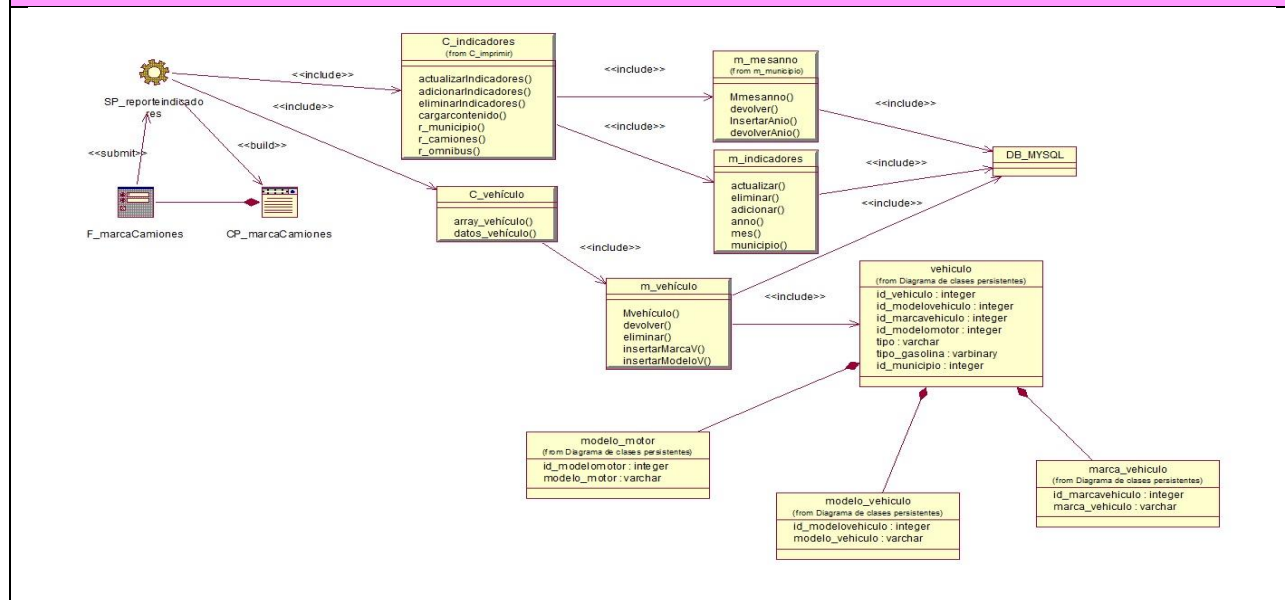 SP_reporteindicado
res
<<submit>>
<<build>>
F_marcaCamiones
CP_marcaCamiones
<<include>>
<<include>>
C_indicadores
(from C_imprimir)
actualizarIndicadores()
adicionarIndicadores()
eliminarIndicadores()
cargarcontenido()
r_municipio()
r_camiones()
r_omnibus()
C_vehículo
array_vehículo()
datos_vehículo()
<<include>>
<<include>>
<<include>>
m_mesanno
(from m_municipio)
Mmesanno()
devolver()
InsertarAnio()
devolverAnio()
m_indicadores
actualizar()
eliminar()
adicionar()
anno()
mes()
municipio()
<<include>>
<<include>>
<<include>>
DB_MYSQL
m_vehículo
Mvehículo()
devolver()
eliminar()
insertarMarcaV()
insertarModeloV()
<<include>>
vehiculo
(from Diagrama de clases persistentes)
id_vehiculo : integer
id_modelovehiculo : integer
id_marcavehiculo : integer
id_modelomotor : integer
tipo : varchar
tipo_gasolina : varbinary
id_municipio : integer
modelo_motor
(from Diagrama de clases persistentes)
id_modelomotor : integer
modelo_motor : varchar
modelo_vehiculo
(from Diagrama de clases persistentes)
id_modelovehiculo : integer
modelo_vehiculo : varchar
marca_vehiculo
(from Diagrama de clases persistentes)
id_marcavehiculo : integer
marca_vehiculo : varchar